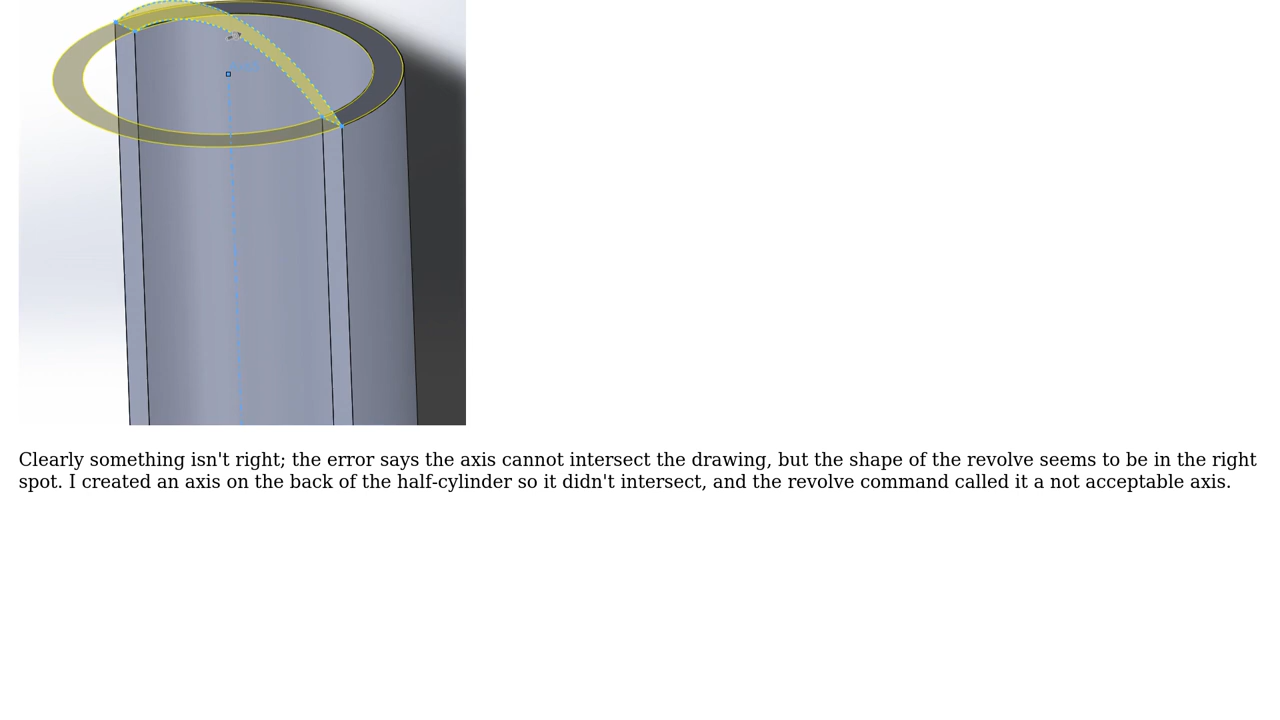 Clearly something isn't right; the error says the axis cannot intersect the drawing, but the shape of the revolve seems to be in the right
spot. I created an axis on the back of the half-cylinder so it didn't intersect, and the revolve command called it a not acceptable axis.